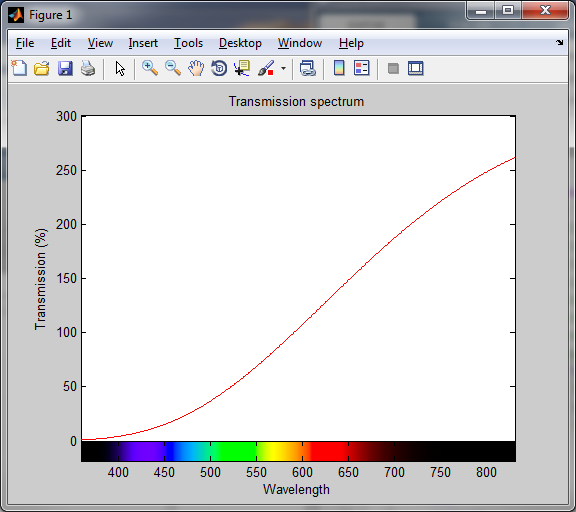 Figure 1
File Edit View Insert Tools Desktop Window Help
Transmission spectrum
300
250
200
150
100
50
0
Transmission (%)
400 450 500 550 600 650 700 750 800
Wavelength